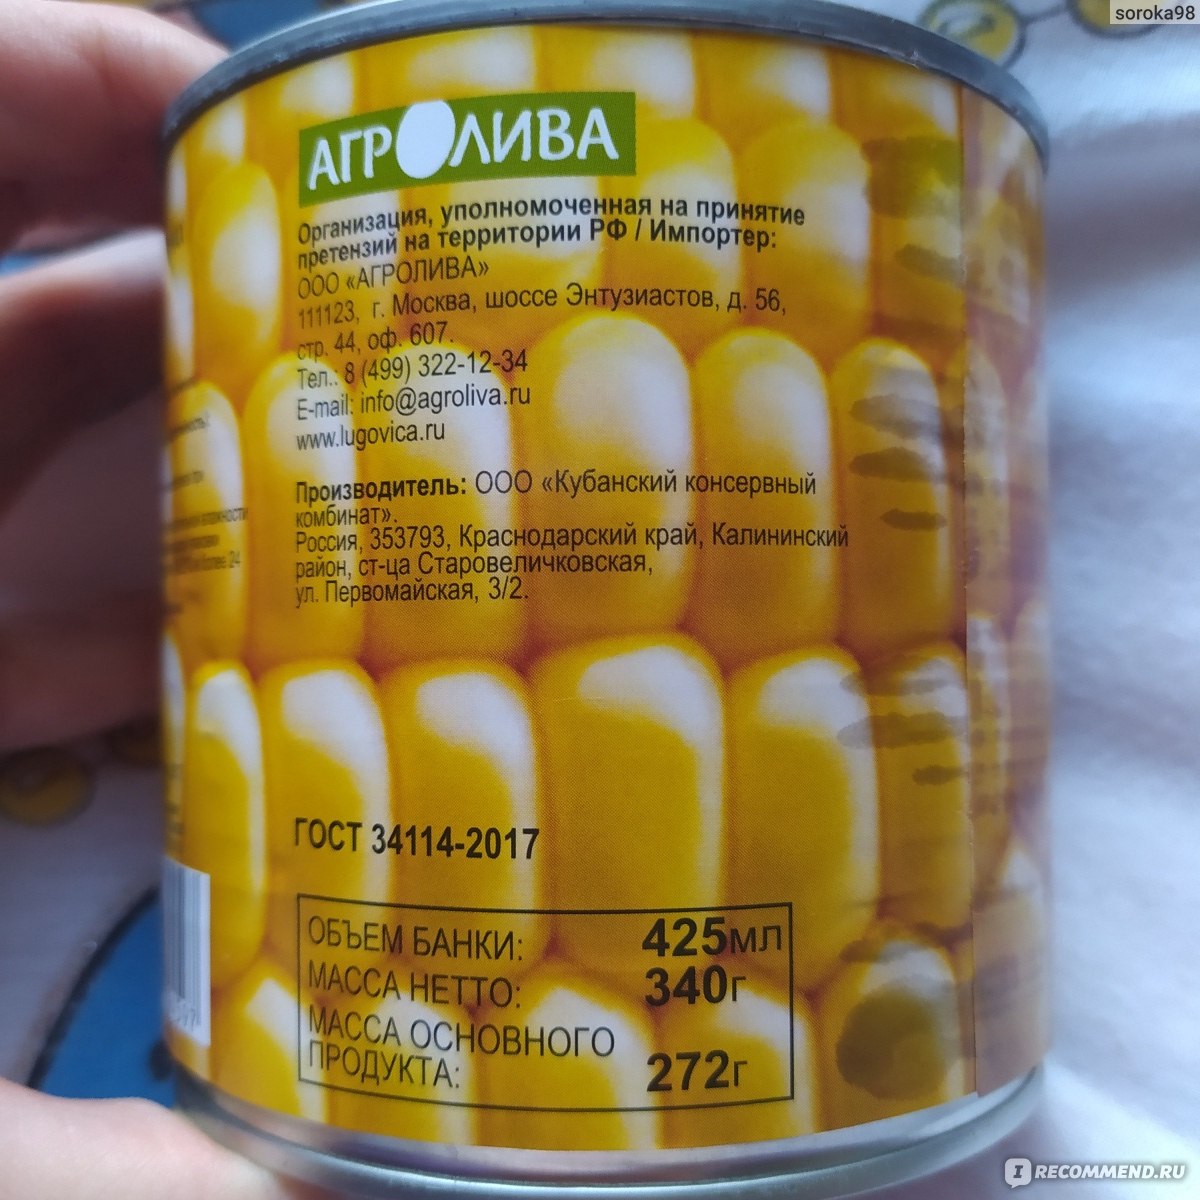 soroka98
АГРОЛИВА
Организация, уполномоченная на принятие
претензий на территории РФ / Импортер:
ООО «АГРОЛИВА»
111123, г. Москва, шоссе Энтузиастов, д. 56,
стр. 44, оф. 607.
Тел.: 8 (499) 322-12-34
E-mail: info@agroliva.ru
www.lugovica.ru
Производитель: ООО «Кубанский консервный
комбинат».
Россия, 353793, Краснодарский край, Калининский
район, ст-ца Старовеличковская,
ул. Первомайская, 3/2.
ГОСТ 34114-2017
ОБЪЕМ БАНКИ: 425мл
МАССА НЕТТО: 340г
МАССА ОСНОВНОГО
ПРОДУКТА: 272г
IRECOMMEND.RU